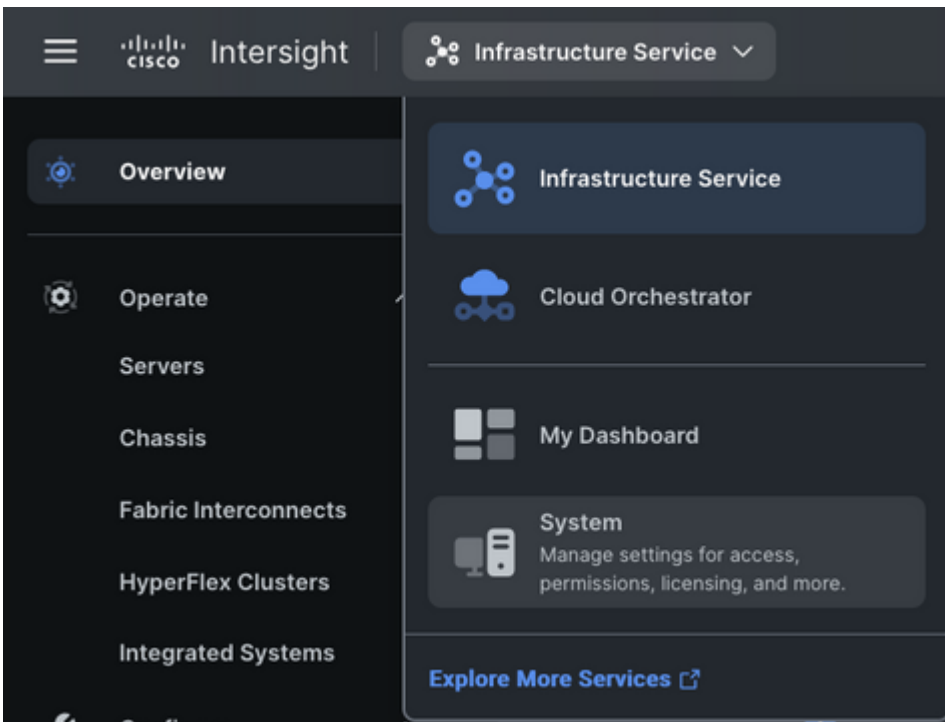 cisco Intersight
Infrastructure Service
Overview
Operate
Servers
Chassis
Fabric Interconnects
HyperFlex Clusters
Integrated Systems
Infrastructure Service
Cloud Orchestrator
My Dashboard
System
Manage settings for access,
permissions, licensing, and more.
Explore More Services